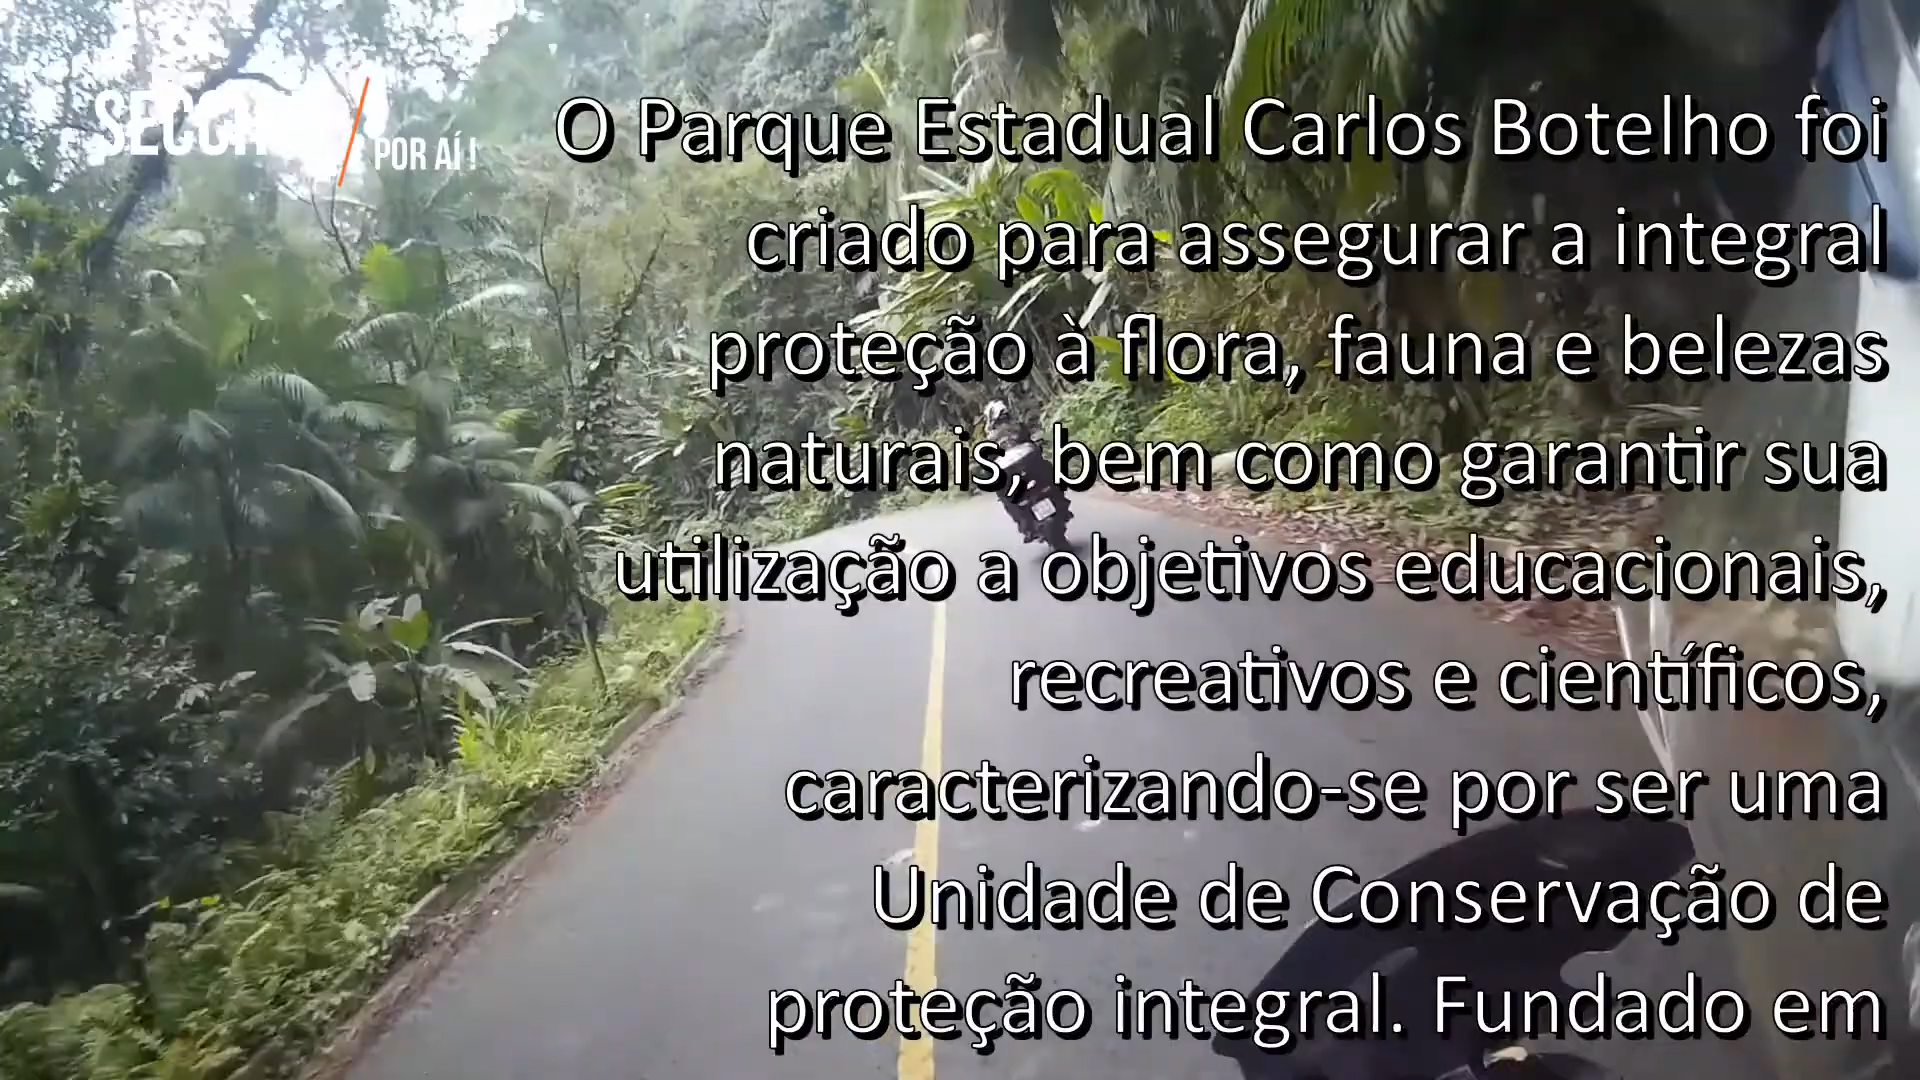 POR AÍ !
O Parque Estadual Carlos Botelho foi
criado para assegurar a integral
proteção à flora, fauna e belezas
naturais, bem como garantir sua
utilização a objetivos educacionais,
recreativos e científicos,
caracterizando-se por ser uma
Unidade de Conservação de
proteção integral. Fundado em